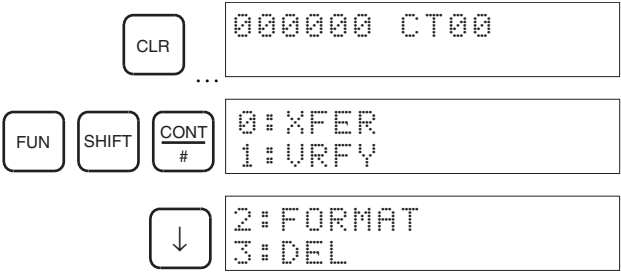 CLR
...
000000 CT00
FUN
SHIFT
CONT
#
0:XFER
1:VRFY
↓
2:FORMAT
3:DEL